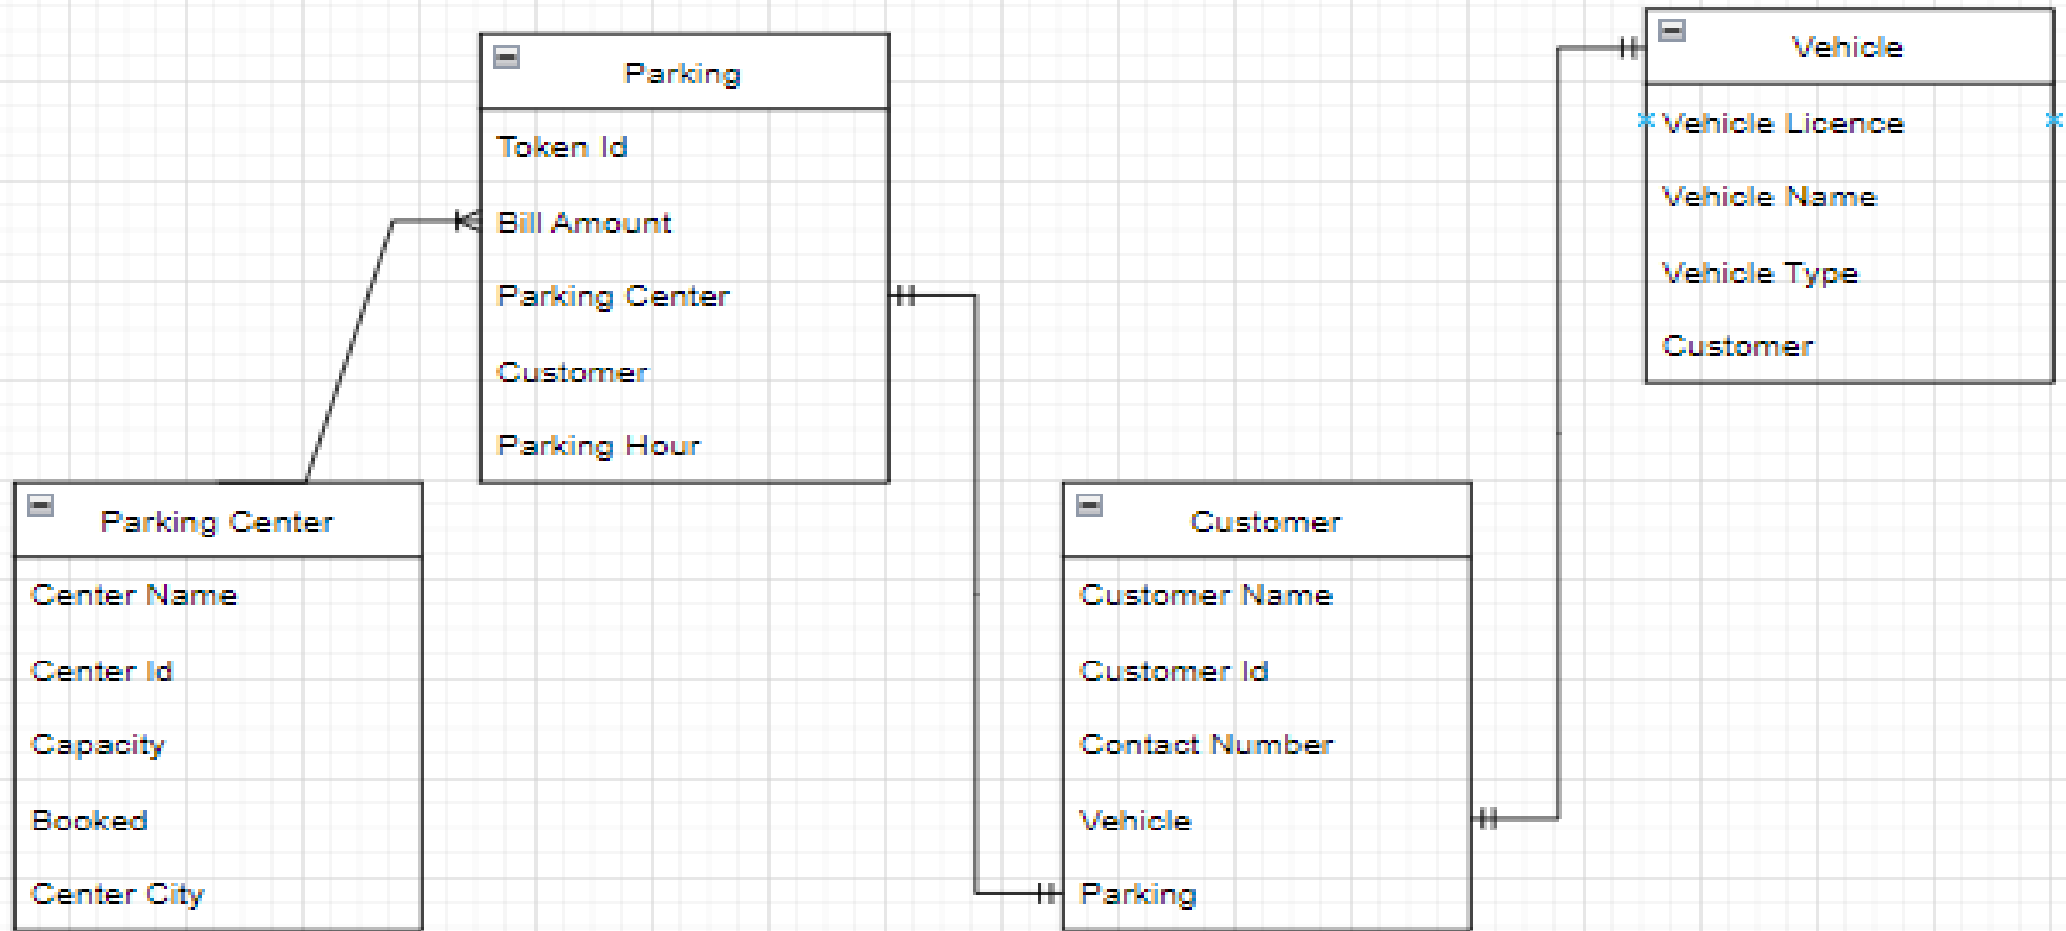 Parking
Token Id
Bill Amount
Parking Center
Customer
Parking Hour
Vehicle
Vehicle Licence
Vehicle Name
Vehicle Type
Customer
Parking Center
Center Name
Center Id
Capacity
Booked
Center City
Customer
Customer Name
Customer Id
Contact Number
Vehicle
Parking